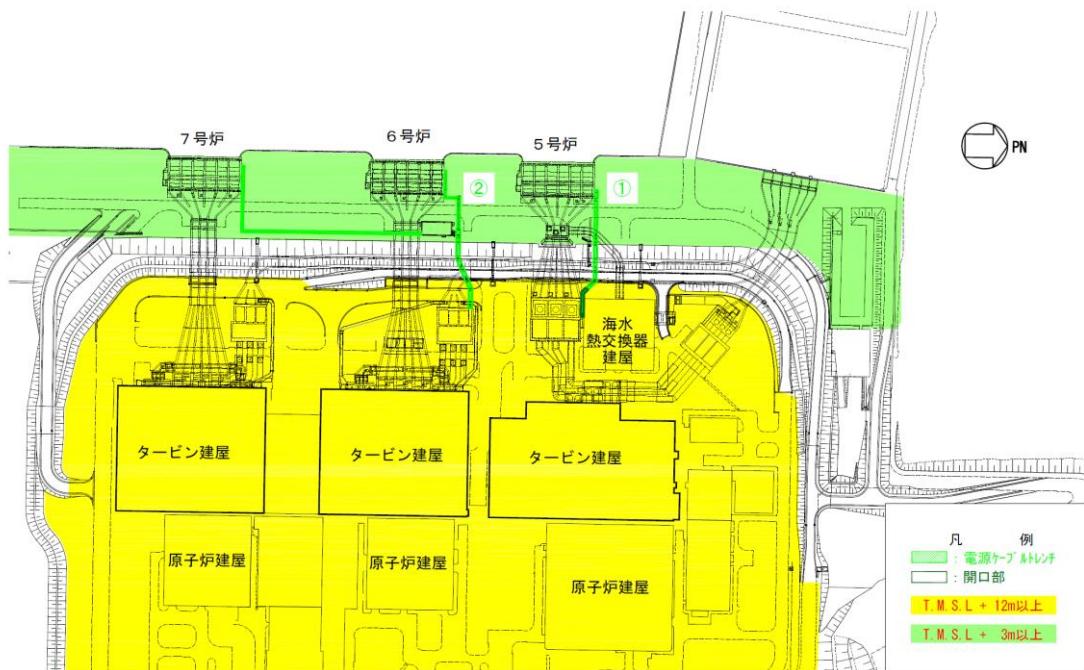 7号炉
6号炉
5号炉
PN
②
①
海水
熱交換器
建屋
タービン建屋
タービン建屋
タービン建屋
原子炉建屋
原子炉建屋
原子炉建屋
凡 例
: 電源ケーブルトレンチ
: 開口部
T.M.S.L + 12m以上
T.M.S.L + 3m以上